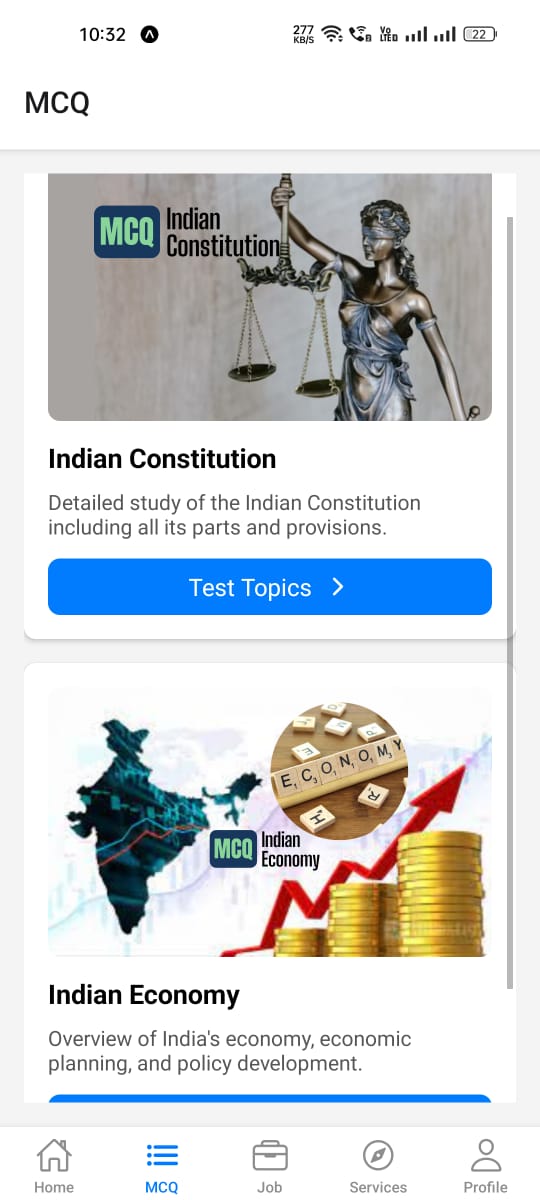 10:32
277
KB/S
Vo
LTE
22
MCQ
MCQ Indian
Constitution
Indian Constitution
Detailed study of the Indian Constitution
including all its parts and provisions.
Test Topics
ECONOMY
MCQ Indian
Economy
Indian Economy
Overview of India's economy, economic
planning, and policy development.
Home
MCQ
Job
Services
Profile